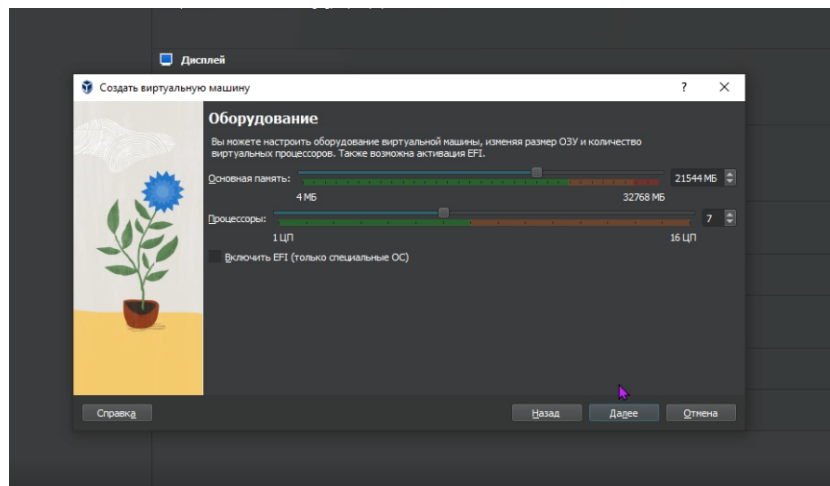 Дисплей
Создать виртуальную машину
?
Оборудование
Вы можете настроить оборудование виртуальной машины, изменяя размер ОЗУ и количество
виртуальных процессоров. Также возможна активация EFI.
Основная память: 21544 МБ
4 МБ 32768 МБ
Процессоры: 7
1 ЦП 16 ЦП
Включить EFI (только специальные ОС)
Справка Назад Далее Отмена